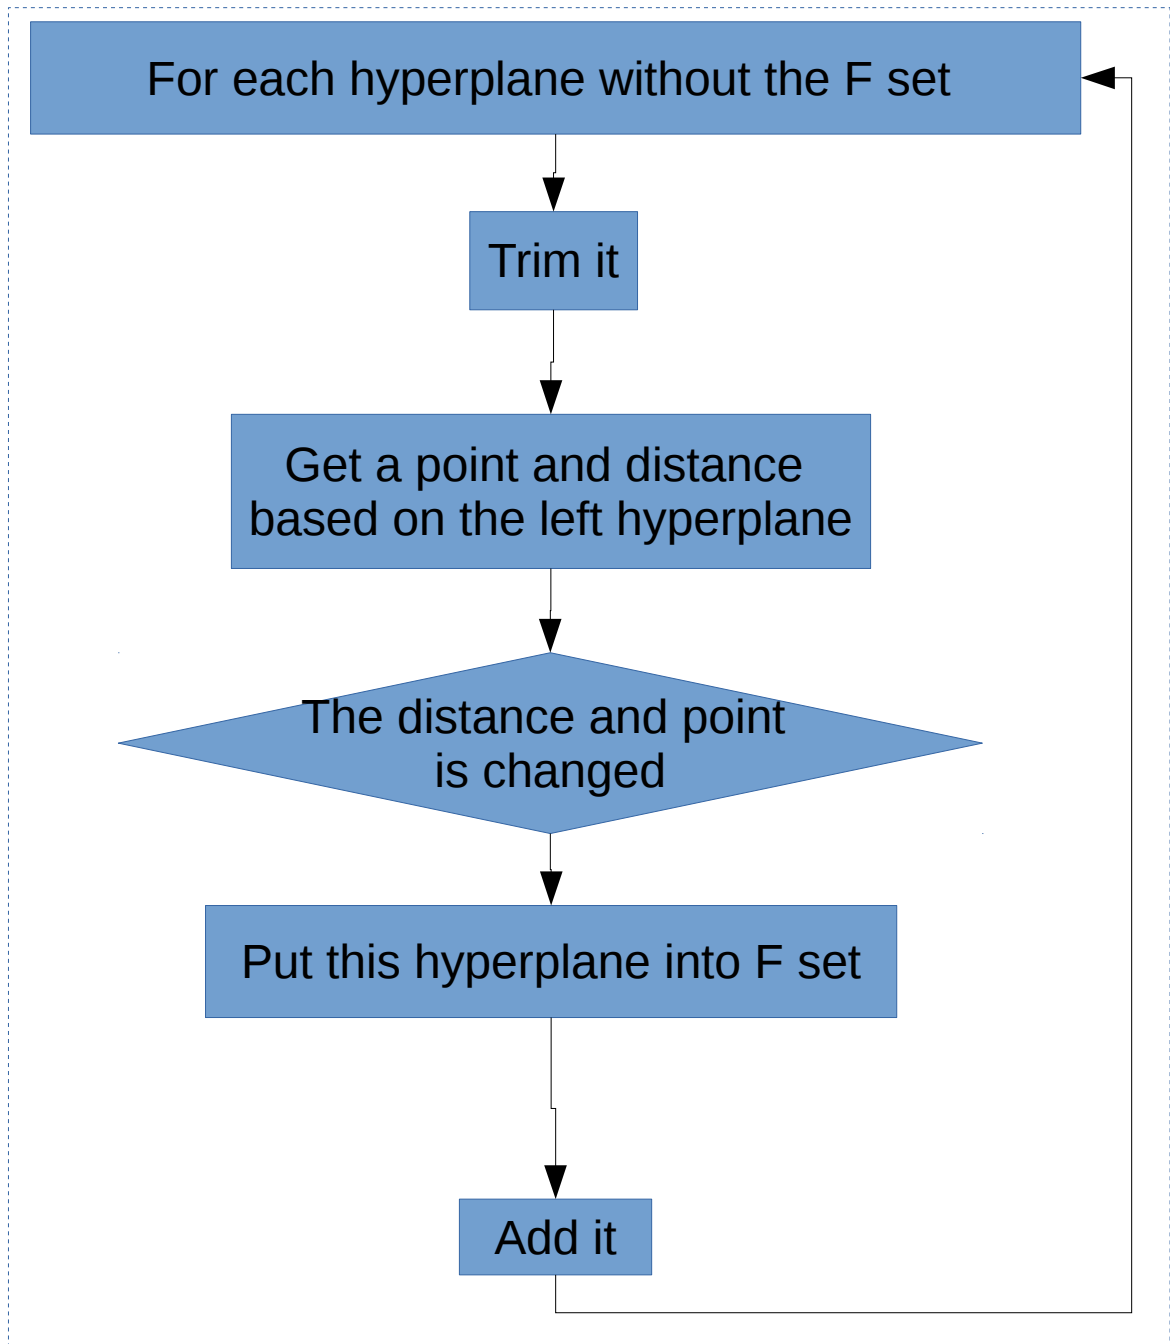 For each hyperplane without the F set
Trim it
Get a point and distance
based on the left hyperplane
The distance and point
is changed
Put this hyperplane into F set
Add it